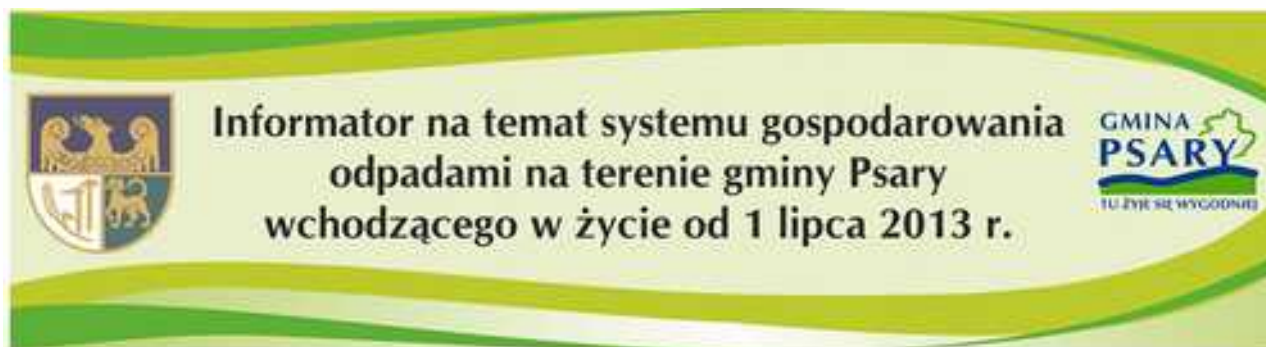 Informator na temat systemu gospodarowania
odpadami na terenie gminy Psary
wchodzącego w życie od 1 lipca 2013 r.
GMINA
PSARY
TU ŻYJE SIĘ WYGODNIEJ